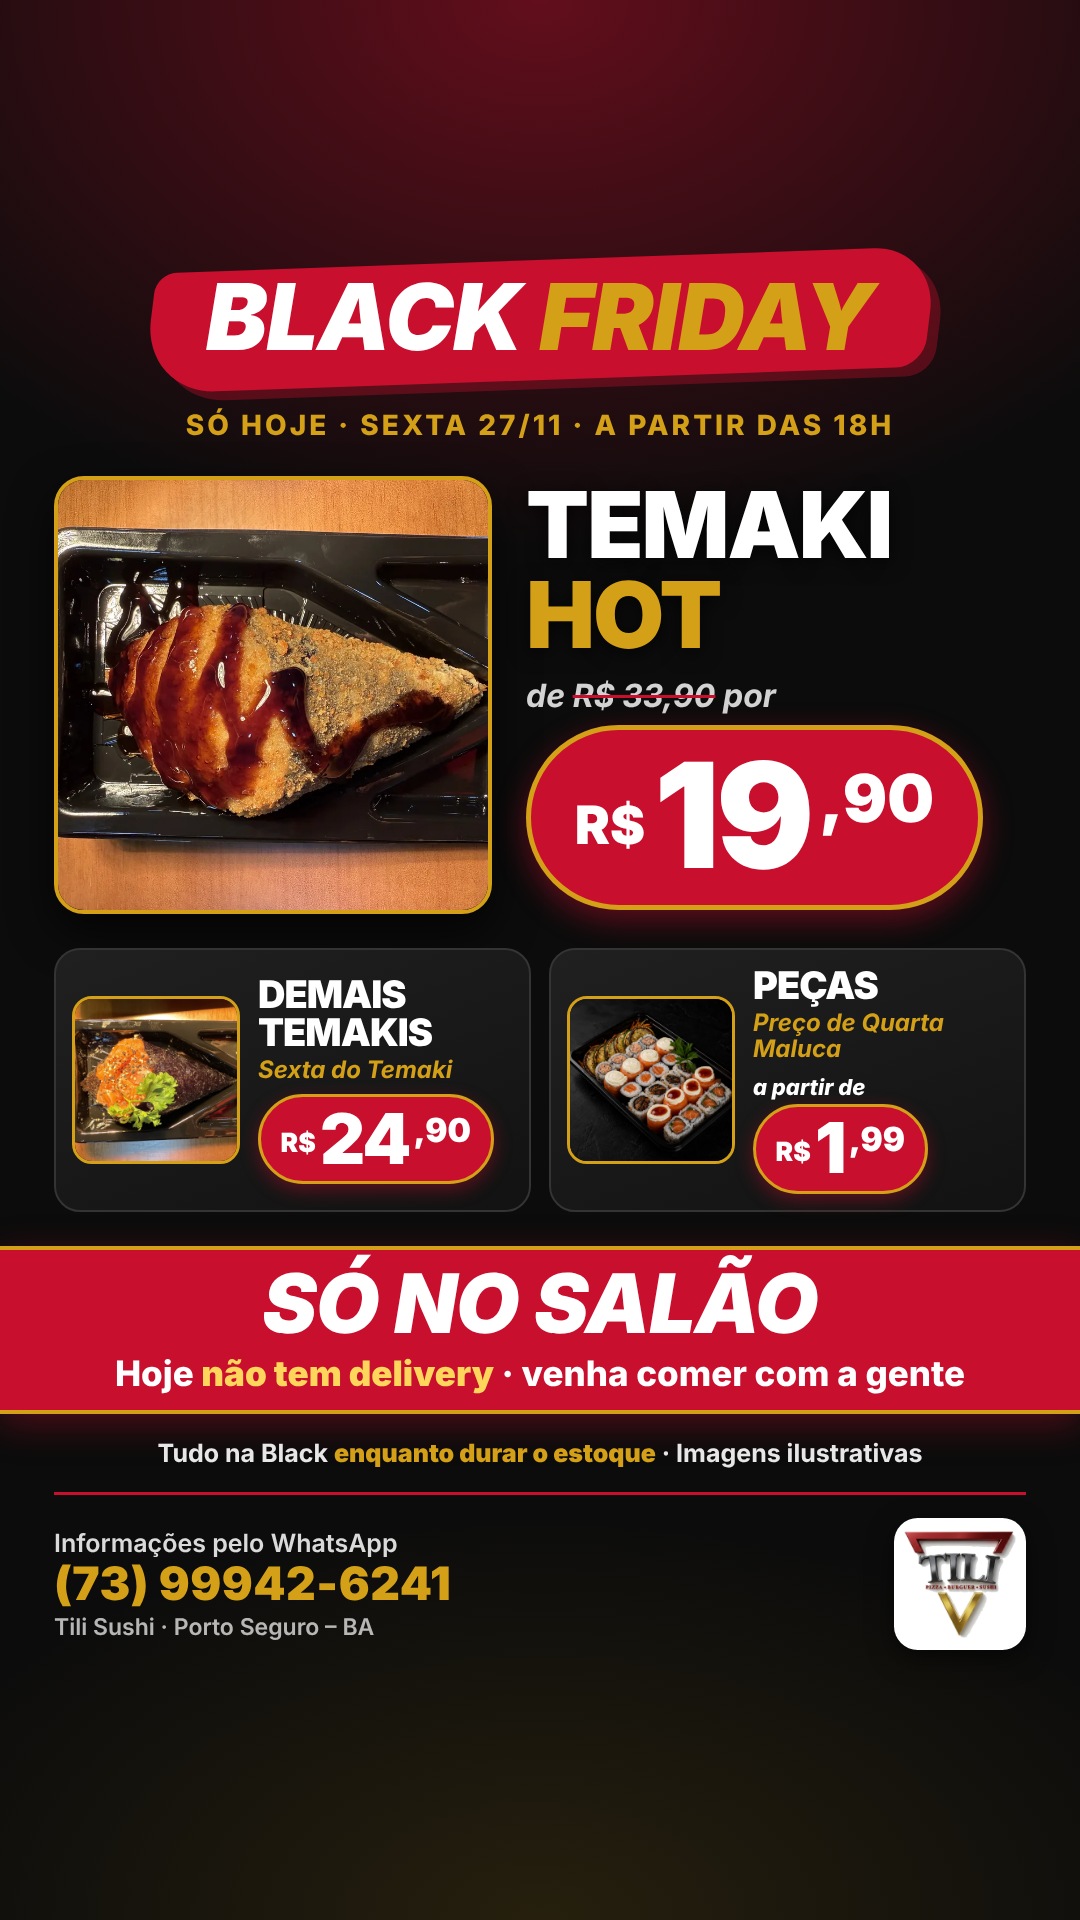 BLACK FRIDAY
SÓ HOJE · SEXTA 27/11 · A PARTIR DAS 18H
TEMAKI
HOT
de R$ 33,90 por
R$ 19,90
DEMAIS
TEMAKIS
Sexta do Temaki
R$ 24,90
PEÇAS
Preço de Quarta
Maluca
a partir de
R$ 1,99
SÓ NO SALÃO
Hoje não tem delivery · venha comer com a gente
Tudo na Black enquanto durar o estoque · Imagens ilustrativas
Informações pelo WhatsApp
(73) 99942-6241
Tili Sushi · Porto Seguro – BA
TILI
PIZZA • BURGUER • SUSHI